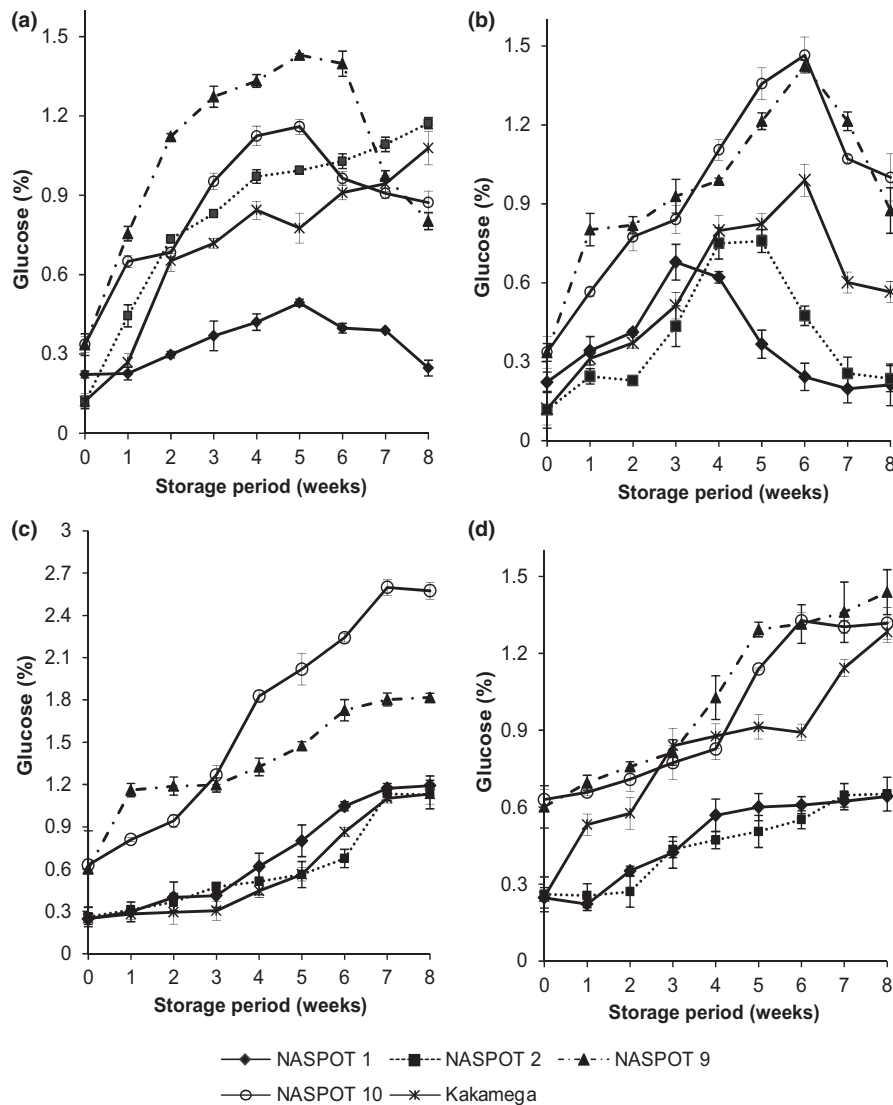 (a)
1.5
1.2
0.9
0.6
0.3
0
Glucose (%)
0 1 2 3 4 5 6 7 8
Storage period (weeks)
(b)
1.5
1.2
0.9
0.6
0.3
0
Glucose (%)
0 1 2 3 4 5 6 7 8
Storage period (weeks)
(c)
3
2.7
2.4
2.1
1.8
1.5
1.2
0.9
0.6
0.3
0
Glucose (%)
0 1 2 3 4 5 6 7 8
Storage period (weeks)
(d)
1.5
1.2
0.9
0.6
0.3
0
Glucose (%)
0 1 2 3 4 5 6 7 8
Storage period (weeks)
NASPOT 1 NASPOT 2 NASPOT 9
NASPOT 10 Kakamega